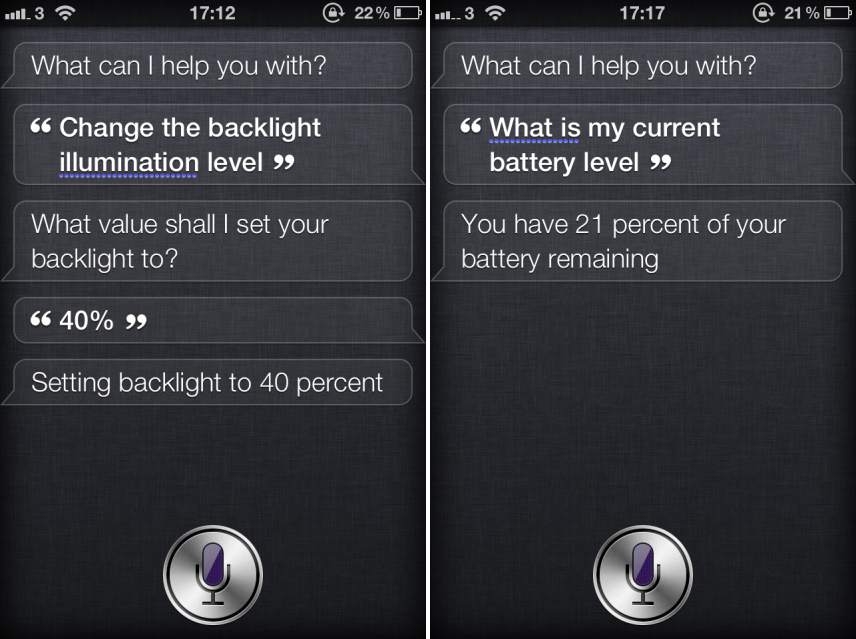 3 17:12 22%
What can I help you with?
“ Change the backlight
illumination level ”
What value shall I set your
backlight to?
“ 40% ”
Setting backlight to 40 percent
3 17:17 21%
What can I help you with?
“ What is my current
battery level ”
You have 21 percent of your
battery remaining